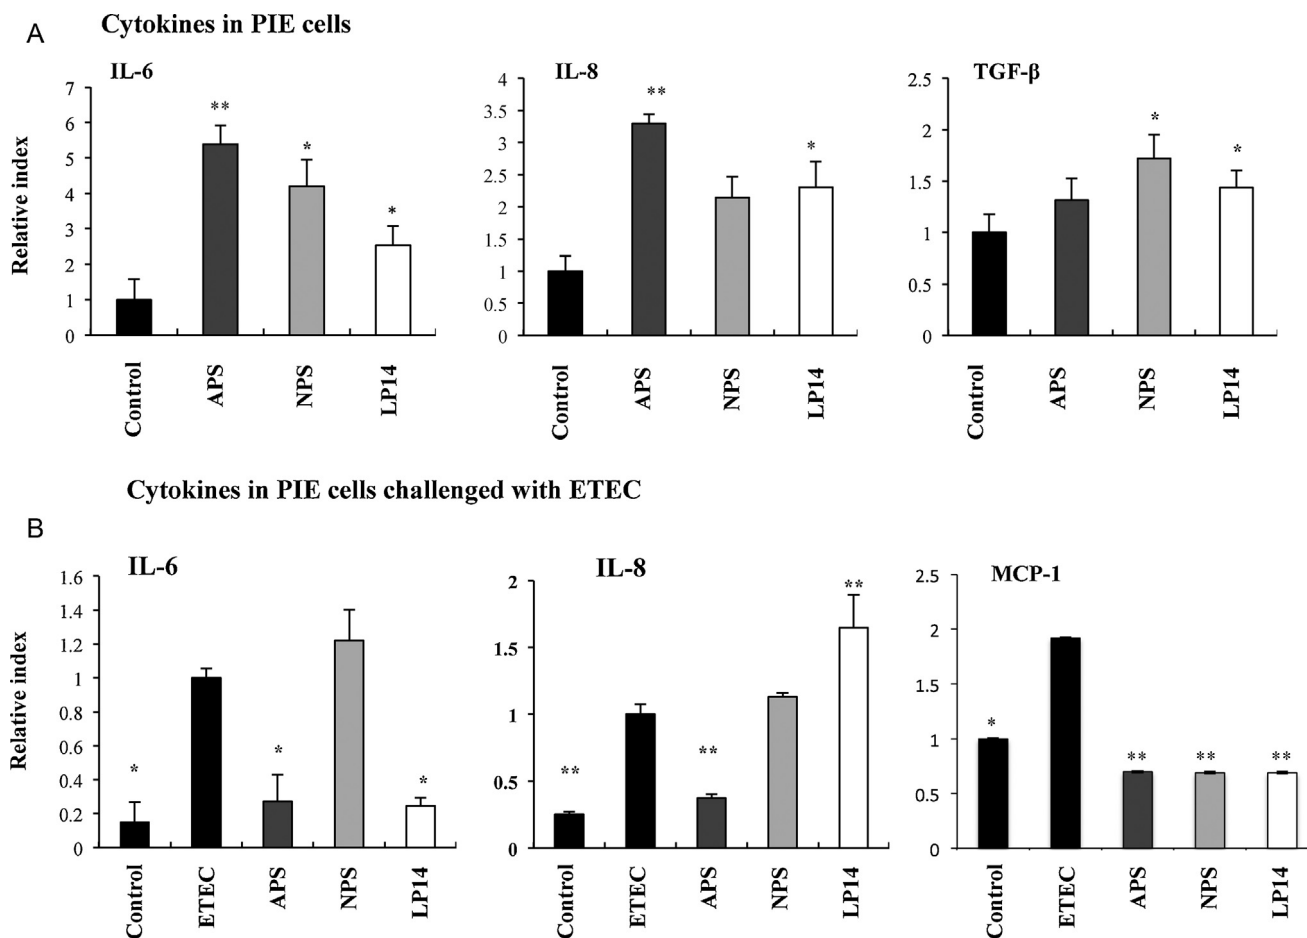 A
Cytokines in PIE cells
IL-6
Relative index
7
6
5
4
3
2
1
0
**
*
*
Control
APS
NPS
LP14
IL-8
4
3.5
3
2.5
2
1.5
1
0.5
0
**
*
Control
APS
NPS
LP14
TGF-β
2.5
2
1.5
1
0.5
0
*
*
Control
APS
NPS
LP14
Cytokines in PIE cells challenged with ETEC
B
IL-6
Relative index
1.6
1.4
1.2
1
0.8
0.6
0.4
0.2
0
*
*
*
Control
ETEC
APS
NPS
LP14
IL-8
2
1.5
1
0.5
0
**
**
**
Control
ETEC
APS
NPS
LP14
MCP-1
2.5
2
1.5
1
0.5
0
*
**
**
**
Control
ETEC
APS
NPS
LP14